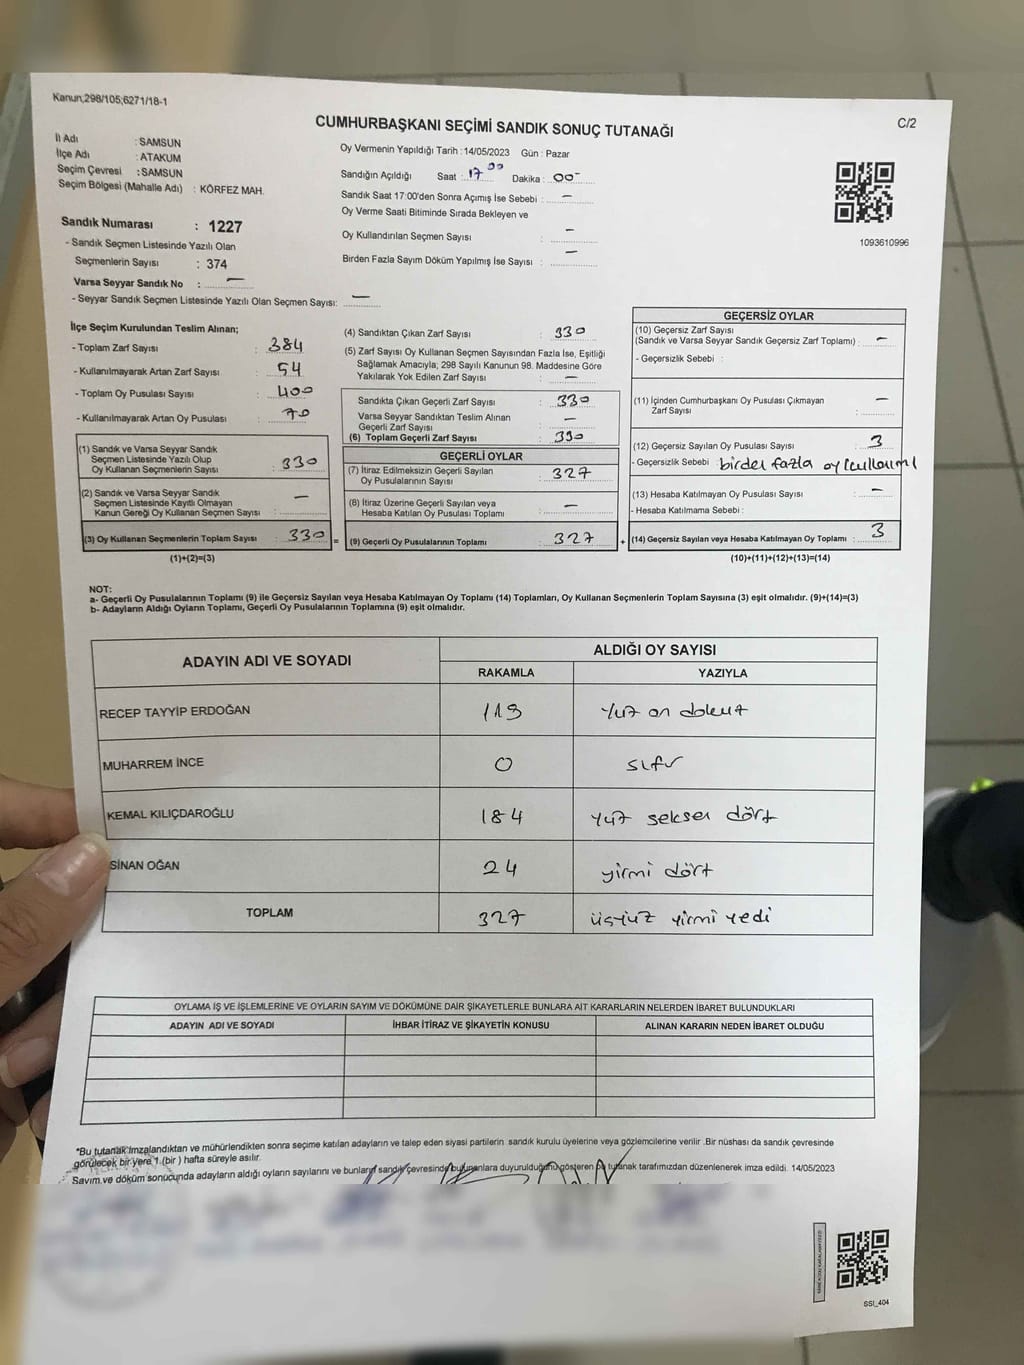 Kanun,298/105;6271/18-1
C/2
CUMHURBAŞKANI SEÇİMİ SANDIK SONUÇ TUTANAĞI
İl Adı : SAMSUN
İlçe Adı : ATAKUM
Seçim Çevresi : SAMSUN
Seçim Bölgesi (Mahalle Adı) : KÖRFEZ MAH.
Oy Vermenin Yapıldığı Tarih :14/05/2023 Gün : Pazar
Sandığın Açıldığı Saat : 17 00 Dakika : 00
Sandık Saat 17:00'den Sonra Açımış İse Sebebi : –
Oy Verme Saati Bitiminde Sırada Bekleyen ve
Oy Kullandırılan Seçmen Sayısı : –
Birden Fazla Sayım Döküm Yapılmış İse Sayısı : –
1093610996
Sandık Numarası : 1227
- Sandık Seçmen Listesinde Yazılı Olan
Seçmenlerin Sayısı : 374
Varsa Seyyar Sandık No : –
- Seyyar Sandık Seçmen Listesinde Yazılı Olan Seçmen Sayısı: –
İlçe Seçim Kurulundan Teslim Alınan;
- Toplam Zarf Sayısı : 384
- Kullanılmayarak Artan Zarf Sayısı : 54
- Toplam Oy Pusulası Sayısı : 400
- Kullanılmayarak Artan Oy Pusulası : 70
(1) Sandık ve Varsa Seyyar Sandık
Seçmen Listesinde Yazılı Olup
Oy Kullanan Seçmenlerin Sayısı : 330
(2) Sandık ve Varsa Seyyar Sandık
Seçmen Listesinde Kayıtlı Olmayan
Kanun Gereği Oy Kullanan Seçmen Sayısı : –
(3) Oy Kullanan Seçmenlerin Toplam Sayısı : 330 =
(1)+(2)=(3)
(4) Sandıktan Çıkan Zarf Sayısı : 330
(5) Zarf Sayısı Oy Kullanan Seçmen Sayısından Fazla İse, Eşitliği
Sağlamak Amacıyla; 298 Sayılı Kanunun 98. Maddesine Göre
Yakılarak Yok Edilen Zarf Sayısı : –
Sandıkta Çıkan Geçerli Zarf Sayısı : 330
Varsa Seyyar Sandıktan Teslim Alınan
Geçerli Zarf Sayısı : –
(6) Toplam Geçerli Zarf Sayısı : 330
GEÇERLİ OYLAR
(7) İtiraz Edilmeksizin Geçerli Sayılan
Oy Pusulalarının Sayısı : 327
(8) İtiraz Üzerine Geçerli Sayılan veya
Hesaba Katılan Oy Pusulası Toplamı : –
(9) Geçerli Oy Pusulalarının Toplamı : 327 +
GEÇERSİZ OYLAR
(10) Geçersiz Zarf Sayısı
(Sandık ve Varsa Seyyar Sandık Geçersiz Zarf Toplamı) : –
- Geçersizlik Sebebi :
(11) İçinden Cumhurbaşkanı Oy Pusulası Çıkmayan
Zarf Sayısı : –
(12) Geçersiz Sayılan Oy Pusulası Sayısı : 3
- Geçersizlik Sebebi : birden fazla oy kullanımı
(13) Hesaba Katılmayan Oy Pusulası Sayısı : –
- Hesaba Katılmama Sebebi :
(14) Geçersiz Sayılan veya Hesaba Katılmayan Oy Toplamı : 3
(10)+(11)+(12)+(13)=(14)
NOT:
a- Geçerli Oy Pusulalarının Toplamı (9) ile Geçersiz Sayılan veya Hesaba Katılmayan Oy Toplamı (14) Toplamları, Oy Kullanan Seçmenlerin Toplam Sayısına (3) eşit olmalıdır. (9)+(14)=(3)
b- Adayların Aldığı Oyların Toplamı, Geçerli Oy Pusulalarının Toplamına (9) eşit olmalıdır.
ADAYIN ADI VE SOYADI
ALDIĞI OY SAYISI
RAKAMLA YAZIYLA
RECEP TAYYİP ERDOĞAN 119 yüz on dokuz
MUHARREM İNCE 0 sıfır
KEMAL KILIÇDAROĞLU 184 yüz seksen dört
SİNAN OĞAN 24 yirmi dört
TOPLAM 327 üçyüz yirmi yedi
OYLAMA İŞ VE İŞLEMLERİNE VE OYLARIN SAYIM VE DÖKÜMÜNE DAİR ŞİKAYETLERLE BUNLARA AİT KARARLARIN NELERDEN İBARET BULUNDUKLARI
ADAYIN ADI VE SOYADI İHBAR İTİRAZ VE ŞİKAYETİN KONUSU ALINAN KARARIN NEDEN İBARET OLDUĞU
*Bu tutanak imzalandıktan ve mühürlendikten sonra seçime katılan adayların ve talep eden siyasi partilerin sandık kurulu üyelerine veya gözlemcilerine verilir .Bir nüshası da sandık çevresinde
görülecek bir yere 1 (bir ) hafta süreyle asılır.
Sayım ve döküm sonucunda adayların aldığı oyların sayılarını ve bunların sandık çevresinde bulunanlara duyurulduğunu gösteren bu tutanak tarafımızdan düzenlenerek imza edildi. 14/05/2023
SSI_404